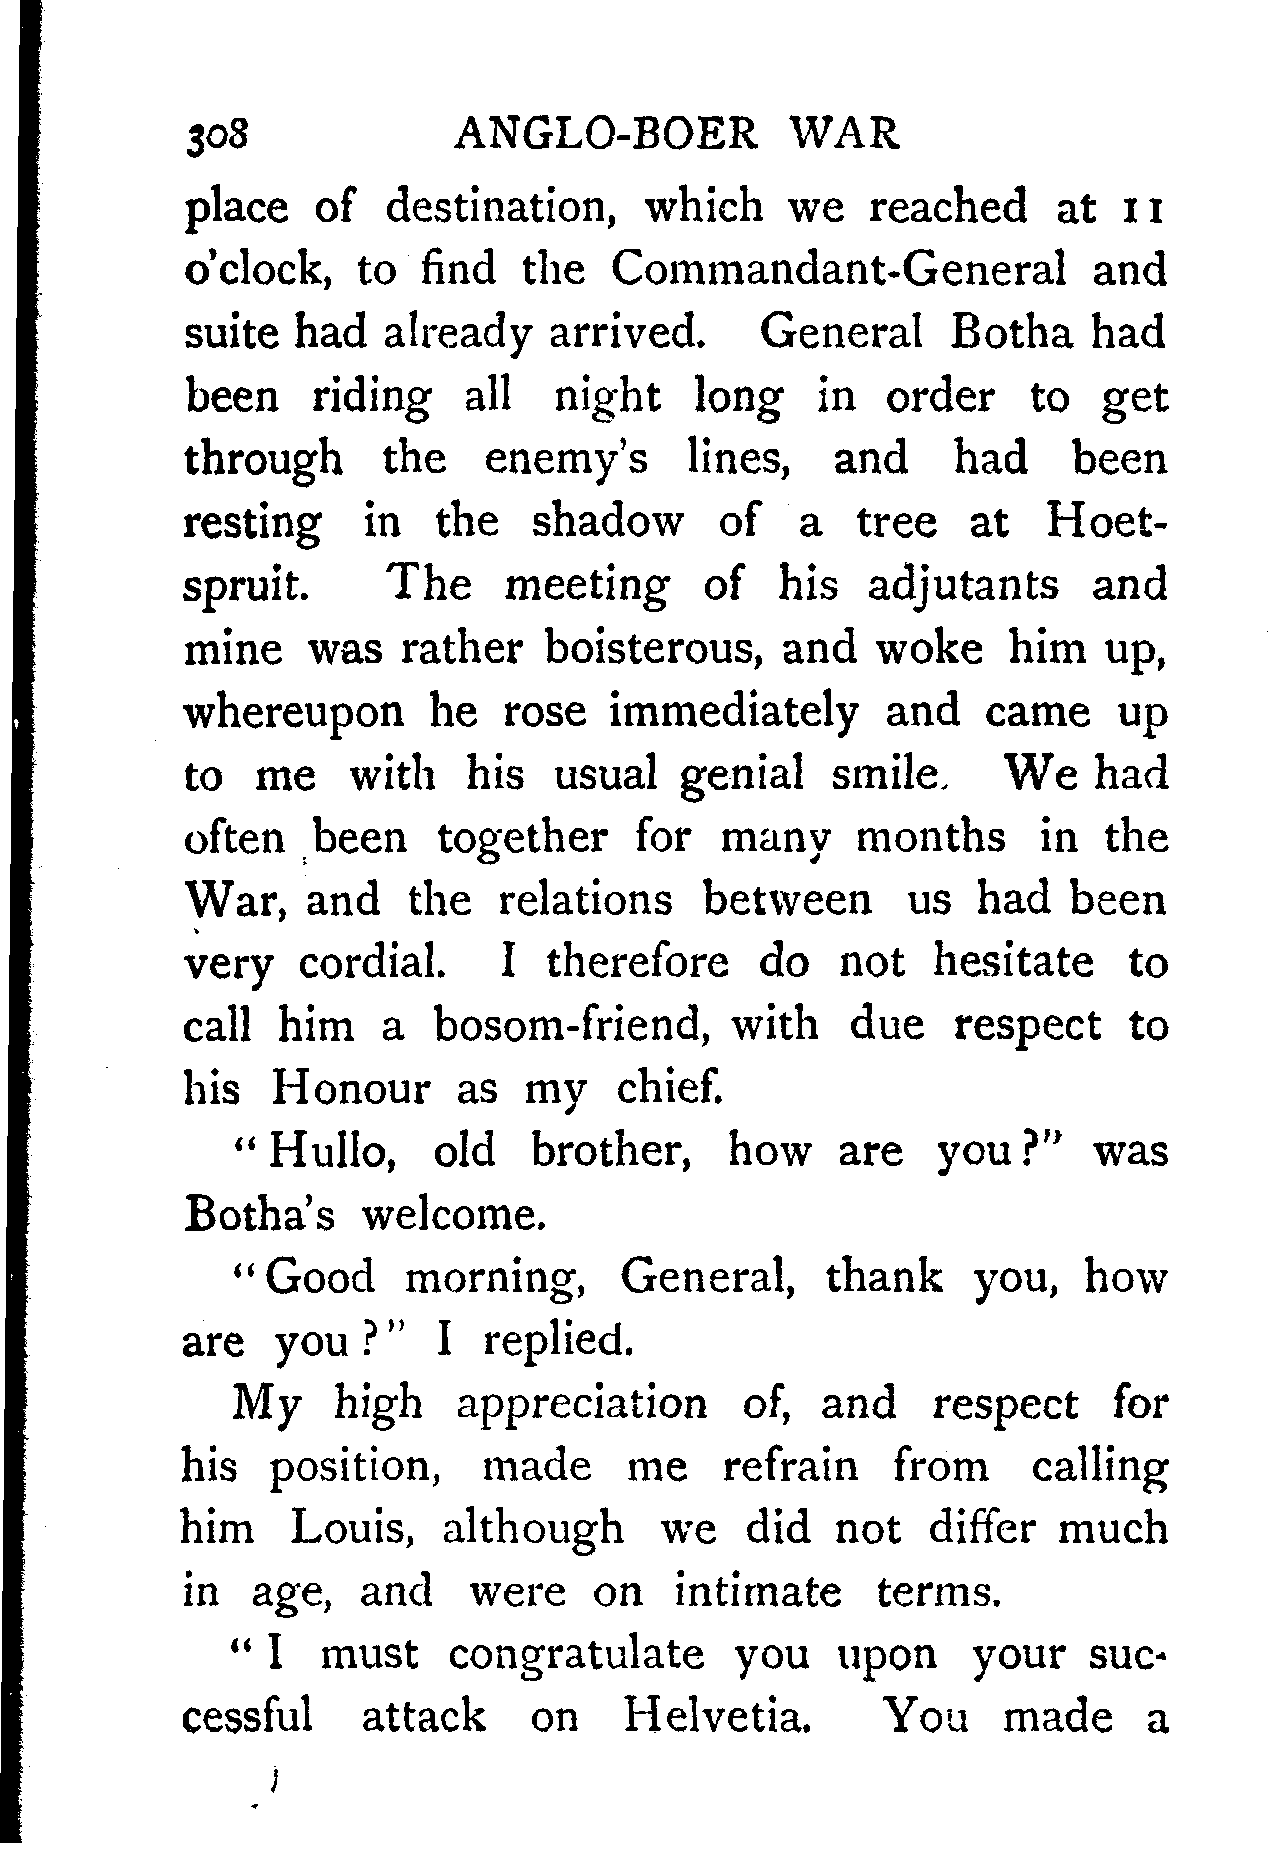 308 ANGLO-BOER WAR
place of destination, which we reached at 11
o'clock, to find the Commandant-General and
suite had already arrived. General Botha had
been riding all night long in order to get
through the enemy's lines, and had been
resting in the shadow of a tree at Hoet-
spruit. The meeting of his adjutants and
mine was rather boisterous, and woke him up,
whereupon he rose immediately and came up
to me with his usual genial smile. We had
often been together for many months in the
War, and the relations between us had been
very cordial. I therefore do not hesitate to
call him a bosom-friend, with due respect to
his Honour as my chief.
" Hullo, old brother, how are you ?" was
Botha's welcome.
" Good morning, General, thank you, how
are you ? " I replied.
My high appreciation of, and respect for
his position, made me refrain from calling
him Louis, although we did not differ much
in age, and were on intimate terms.
" I must congratulate you upon your suc-
cessful attack on Helvetia. You made a